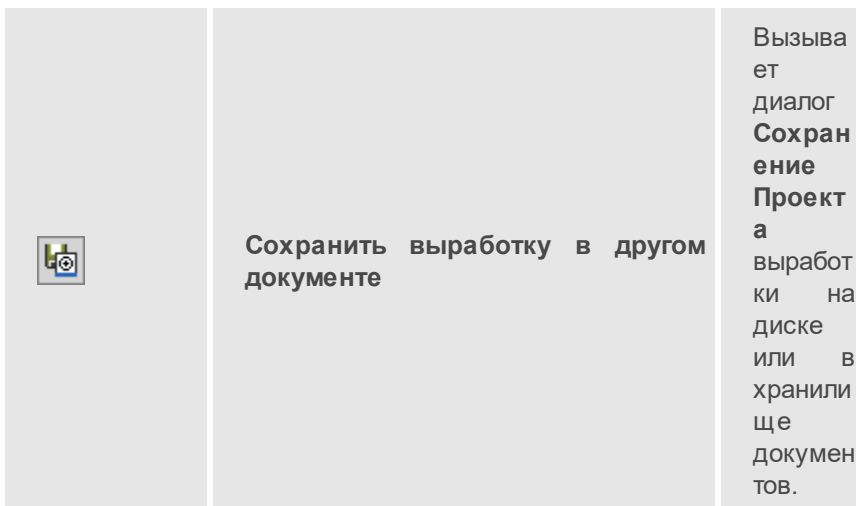 Сохранить выработку в другом
документе
Вызыва
ет
диалог
Сохран
ение
Проект
а
выработ
ки на
диске
или в
хранили
ще
докумен
тов.